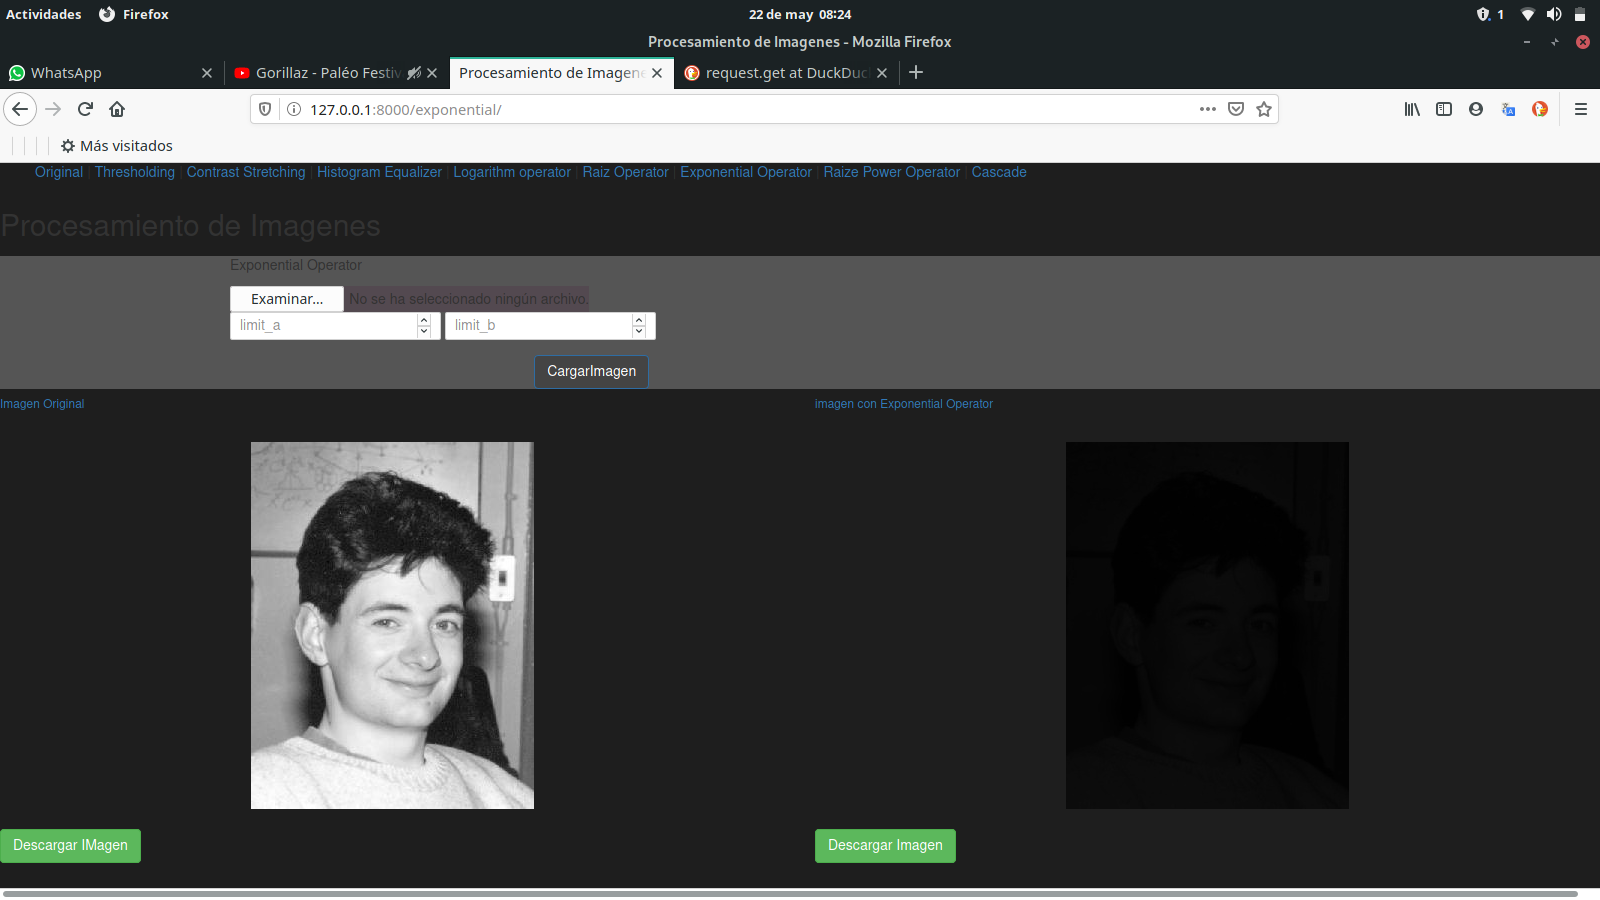 Actividades Firefox 22 de may 08:24 1
Procesamiento de Imagenes - Mozilla Firefox
WhatsApp Gorillaz - Paléo Festiv Procesamiento de Imagene request.get at DuckDuc
127.0.0.1:8000/exponential/
Más visitados
Original | Thresholding | Contrast Stretching | Histogram Equalizer | Logarithm operator | Raiz Operator | Exponential Operator | Raize Power Operator | Cascade
Procesamiento de Imagenes
Exponential Operator
Examinar... No se ha seleccionado ningún archivo.
limit_a limit_b
CargarImagen
Imagen Original imagen con Exponential Operator
Descargar IMagen Descargar Imagen